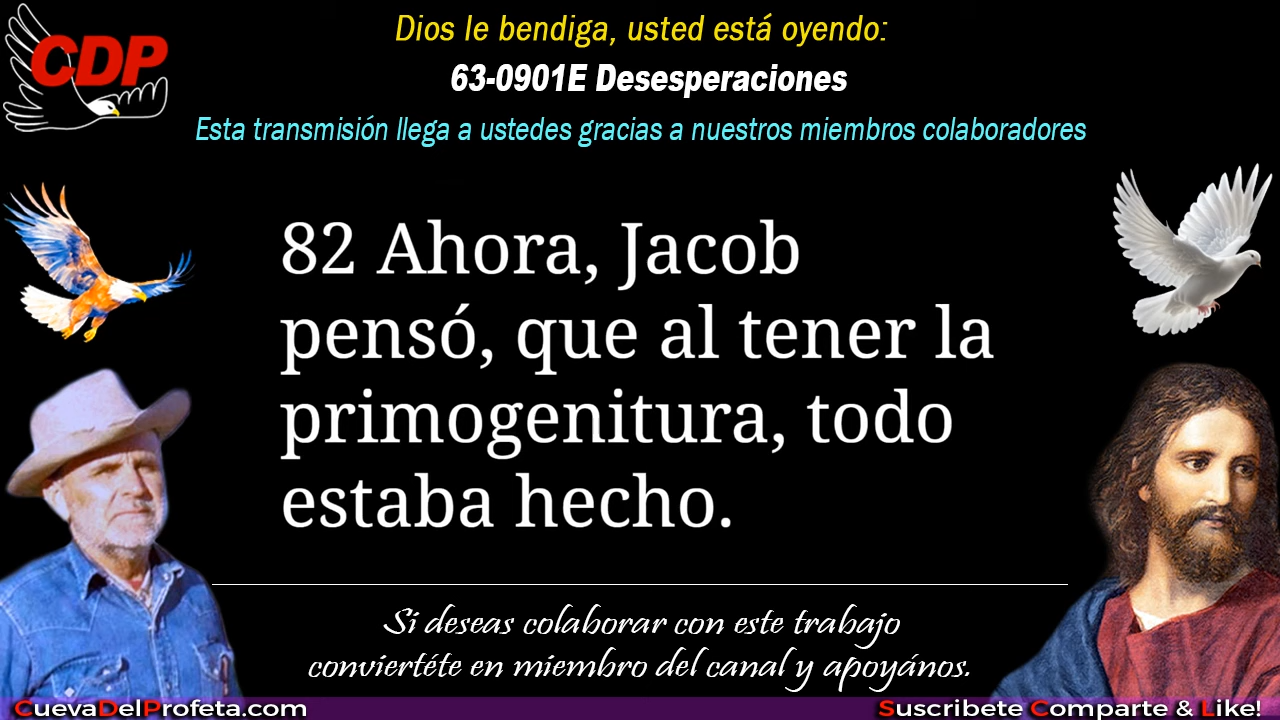 CDP
Dios le bendiga, usted está oyendo:
63-0901E Desesperaciones
Esta transmisión llega a ustedes gracias a nuestros miembros colaboradores
82 Ahora, Jacob
pensó, que al tener la
primogenitura, todo
estaba hecho.
Si deseas colaborar con este trabajo
conviertéte en miembro del canal y apoyános.
CuevaDelProfeta.com
Suscribete Comparte & Like!